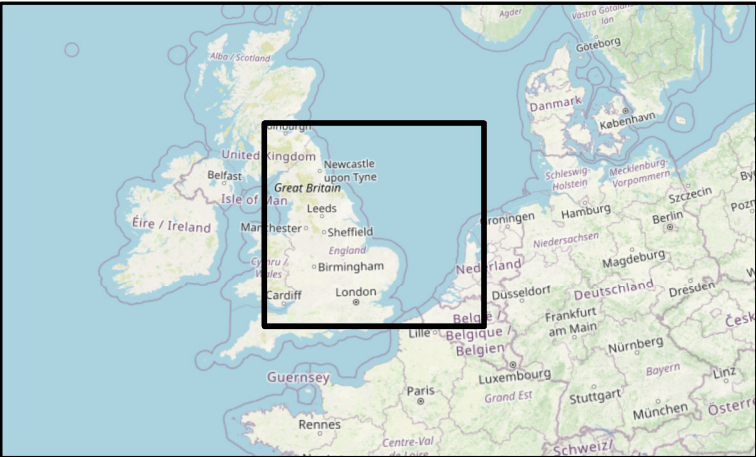 Agder
Västra Götalands
län
Göteborg
Alba / Scotland
Danmark
København
United Kingdom
Newcastle
upon Tyne
Belfast
Great Britain
Schleswig-
Holstein
Mecklenburg-
Vorpommern
Isle of Man
Leeds
Szczecin
Éire / Ireland
Manchester
Sheffield
Groningen
Hamburg
Berlin
England
Niedersachsen
Cymru /
Wales
Birmingham
Nederland
Magdeburg
Cardiff
London
Düsseldorf
Deutschland
Dresden
Lille
België /
Belgique /
Belgien
Frankfurt
am Main
Nürnberg
Guernsey
Luxembourg
Bayern
Linz
Paris
Grand Est
Stuttgart
München
Rennes
Centre-Val
de Loire
Schweiz/